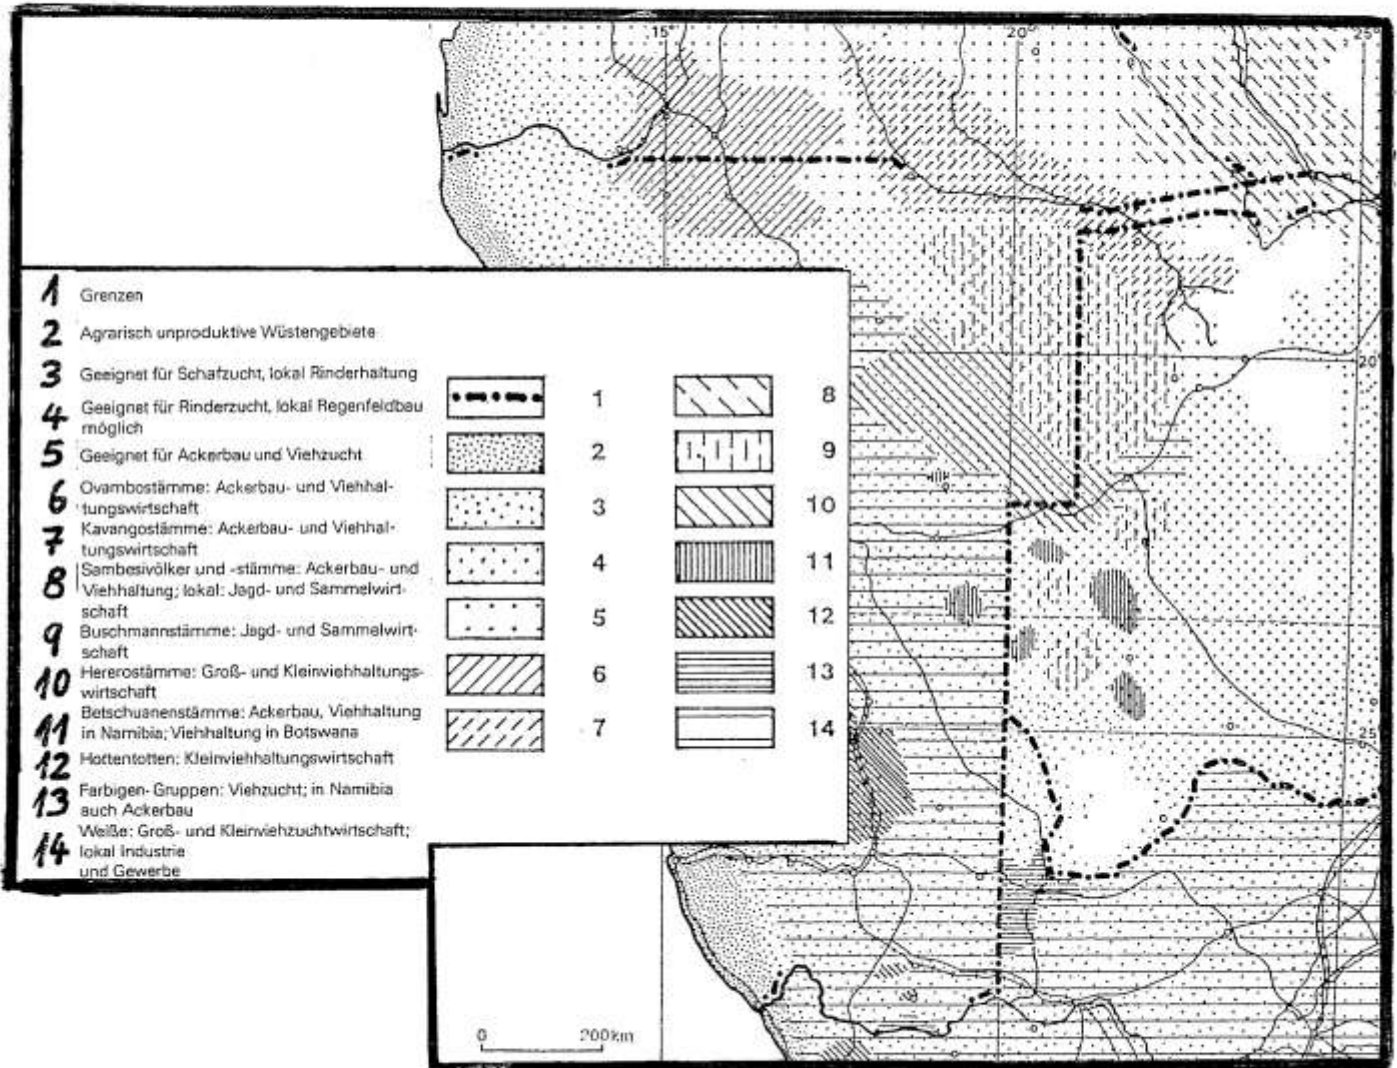 15°
20°
25°
1 Grenzen
2 Agrarisch unproduktive Wüstengebiete
3 Geeignet für Schafzucht, lokal Rinderhaltung
4 Geeignet für Rinderzucht, lokal Regenfeldbau
möglich
5 Geeignet für Ackerbau und Viehzucht
6 Ovambostämme: Ackerbau- und Viehhal-
tungswirtschaft
7 Kavangostämme: Ackerbau- und Viehhal-
tungswirtschaft
8 Sambesivölker und -stämme: Ackerbau- und
Viehhaltung; lokal: Jagd- und Sammelwirt-
schaft
9 Buschmannstämme: Jagd- und Sammelwirt-
schaft
10 Hererostämme: Groß- und Kleinviehhaltungs-
wirtschaft
11 Betschuanenstämme: Ackerbau, Viehhaltung
in Namibia; Viehhaltung in Botswana
12 Hottentotten: Kleinviehhaltungswirtschaft
13 Farbigen-Gruppen: Viehzucht; in Namibia
auch Ackerbau
14 Weiße: Groß- und Kleinviehzuchtwirtschaft;
lokal Industrie
und Gewerbe
1
2
3
4
5
6
7
8
9
10
11
12
13
14
20°
25°
0 200km